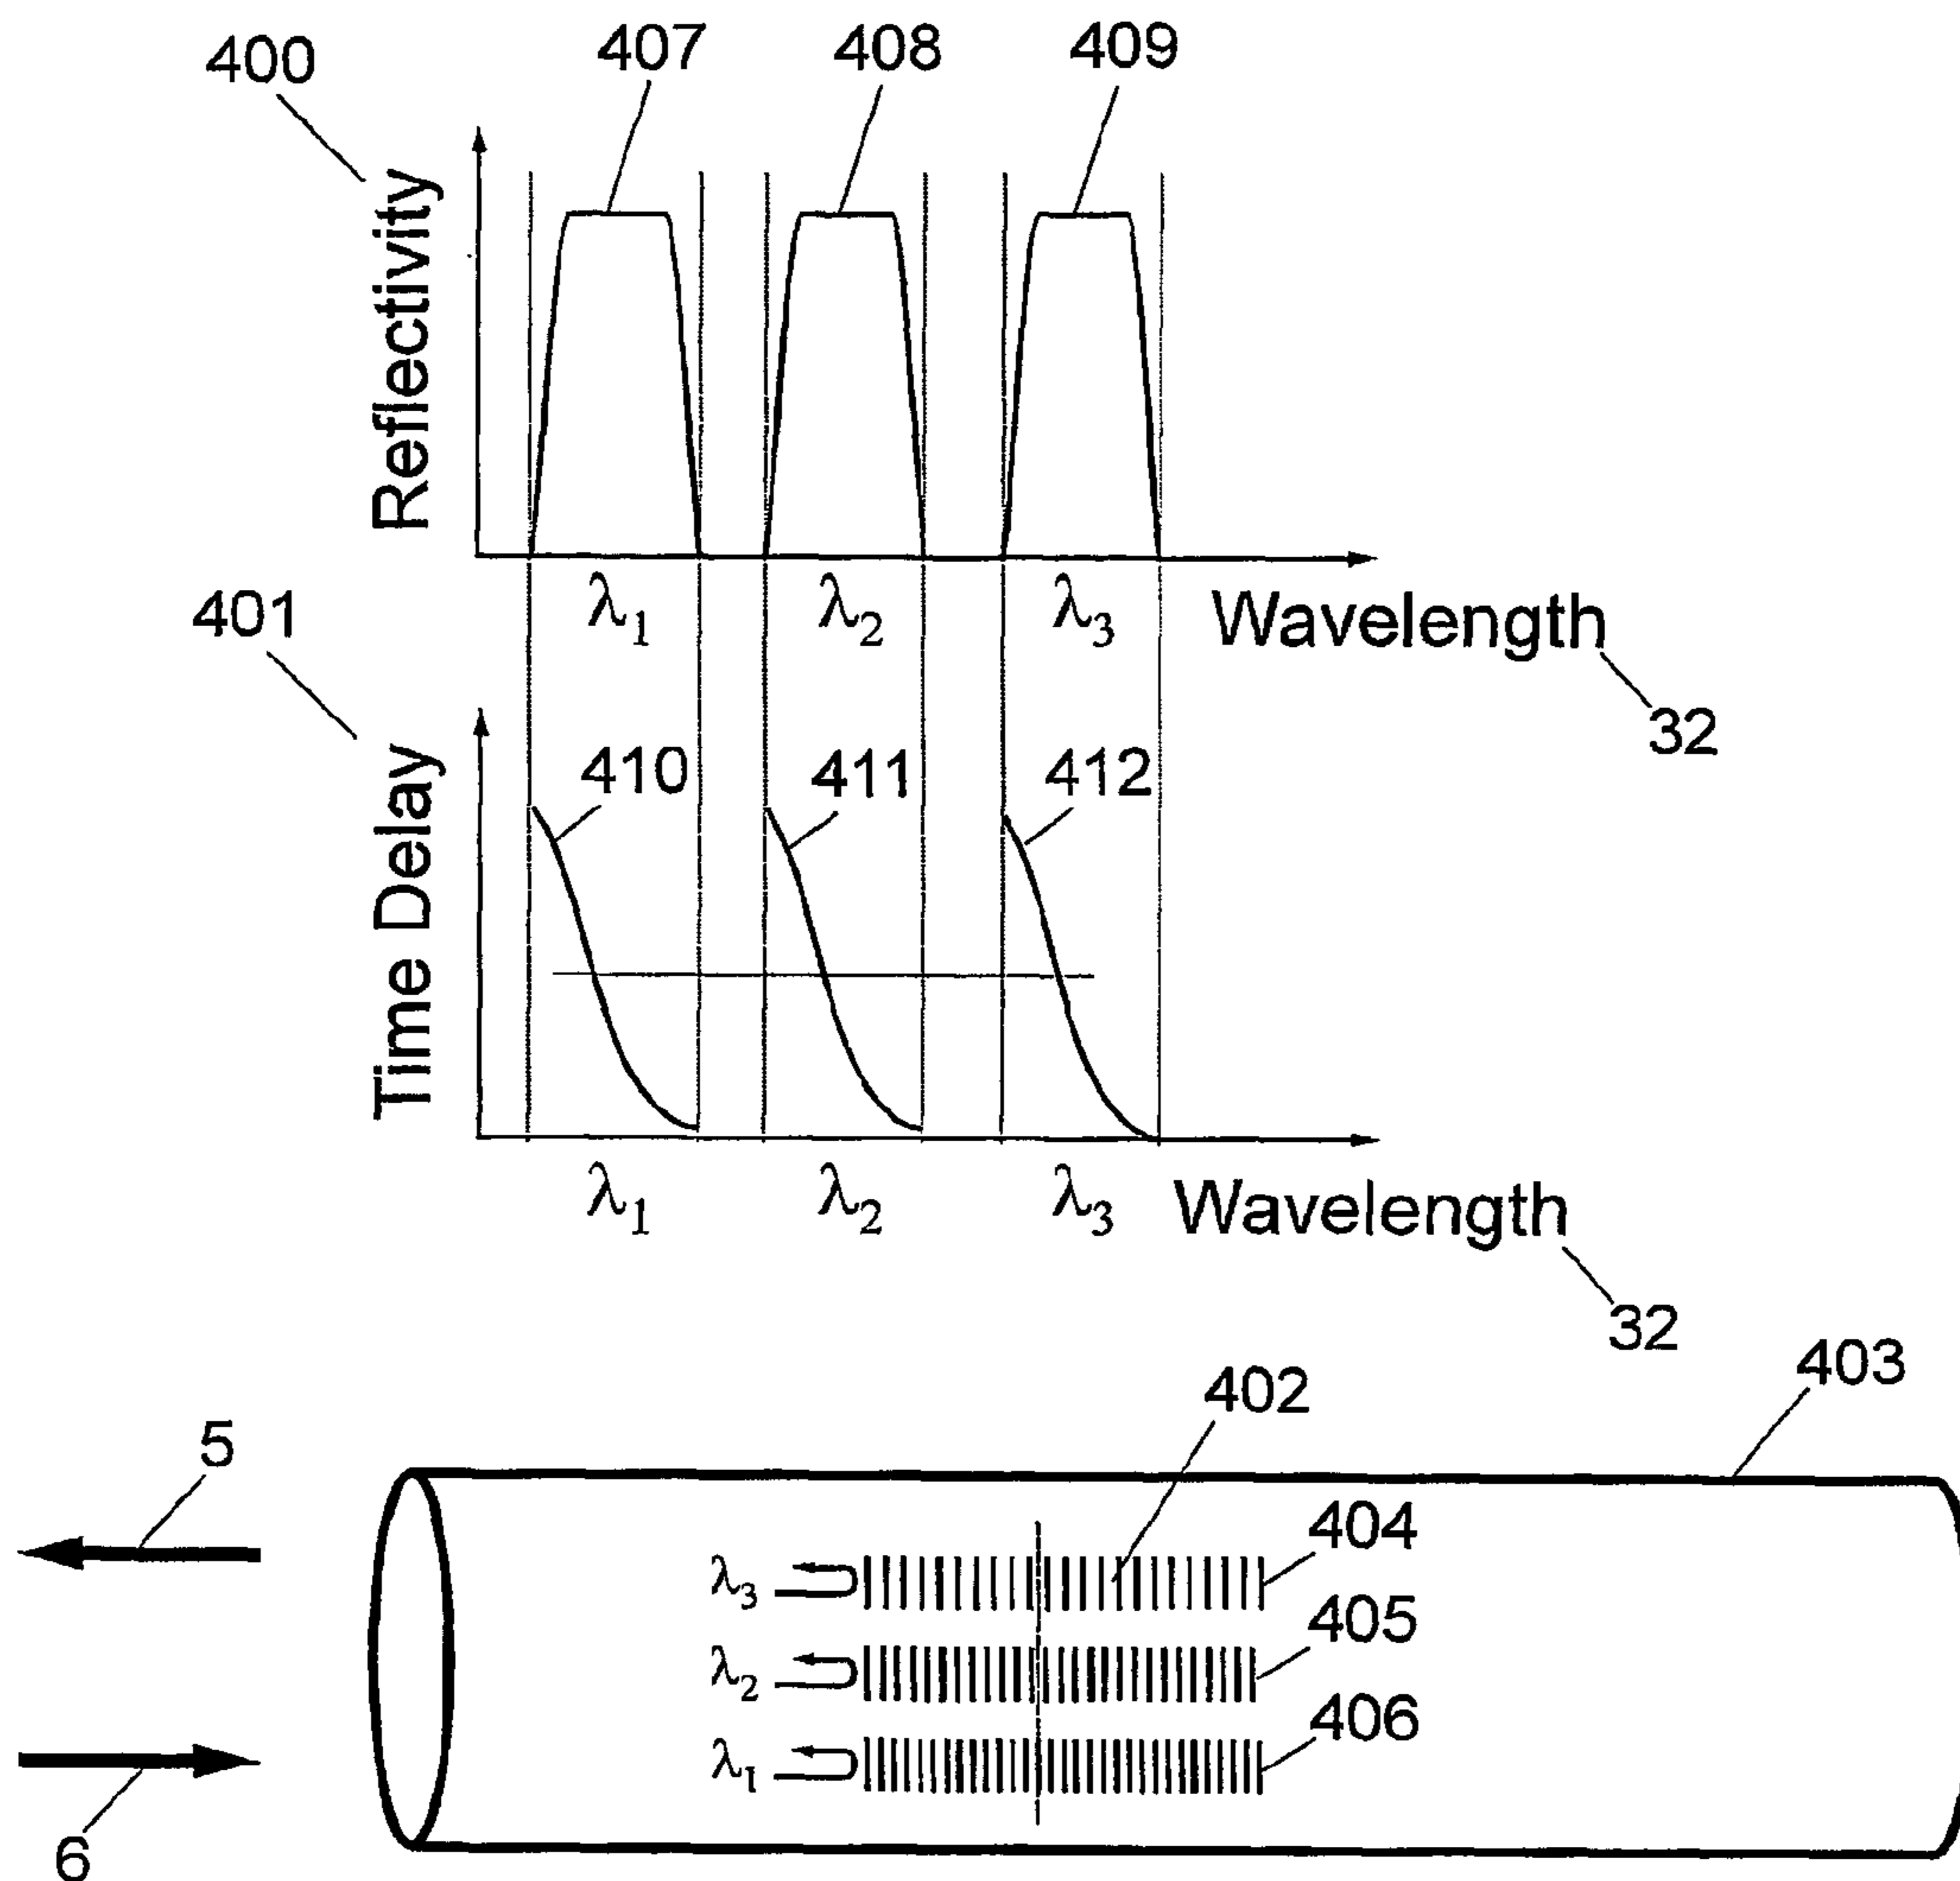 400
407
408
409
Reflectivity
λ1
λ2
λ3
Wavelength
32
401
Time Delay
410
411
412
λ1
λ2
λ3
Wavelength
32
403
402
5
404
λ3
405
λ2
406
λ1
6